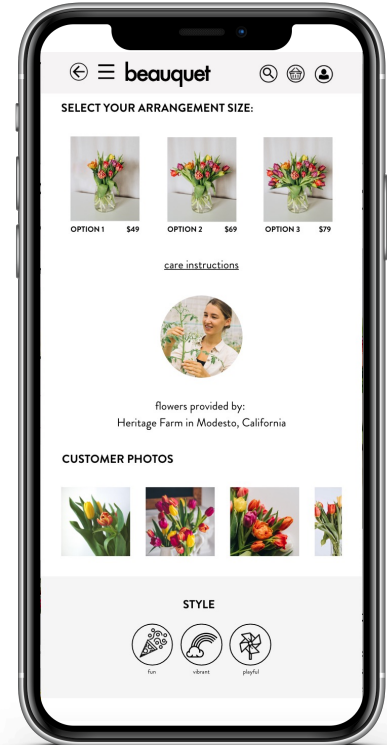 beauquet
SELECT YOUR ARRANGEMENT SIZE:
OPTION 1 $49 OPTION 2 $69 OPTION 3 $79
care instructions
flowers provided by:
Heritage Farm in Modesto, California
CUSTOMER PHOTOS
STYLE
fun vibrant playful